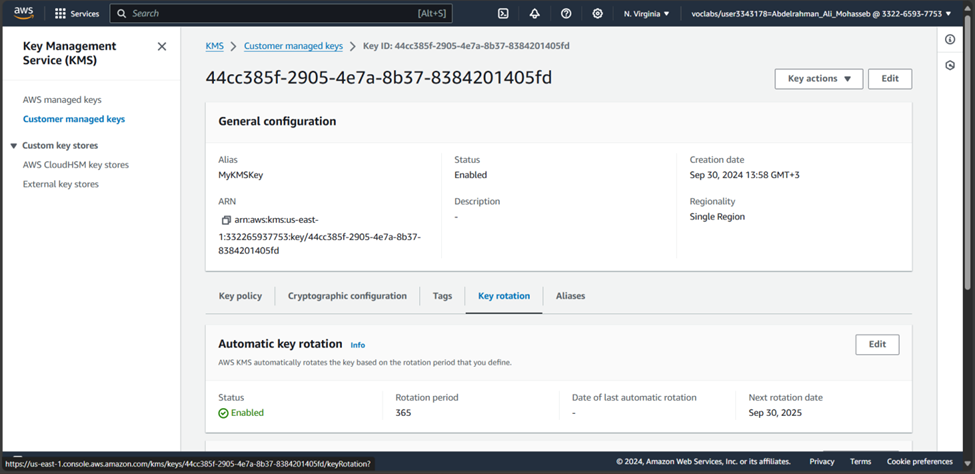 aws
Services
Search [Alt+S]
N. Virginia ▼
voclabs/user3343178=Abdelrahman_Ali_Mohasseb @ 3322-6593-7753 ▼
Key Management
Service (KMS)
AWS managed keys
Customer managed keys
▼ Custom key stores
AWS CloudHSM key stores
External key stores
KMS > Customer managed keys > Key ID: 44cc385f-2905-4e7a-8b37-8384201405fd
44cc385f-2905-4e7a-8b37-8384201405fd
Key actions ▼
Edit
General configuration
Alias
MyKMSKey
ARN
arn:aws:kms:us-east-
1:332265937753:key/44cc385f-2905-4e7a-8b37-
8384201405fd
Status
Enabled
Description
-
Creation date
Sep 30, 2024 13:58 GMT+3
Regionality
Single Region
Key policy
Cryptographic configuration
Tags
Key rotation
Aliases
Automatic key rotation Info
Edit
AWS KMS automatically rotates the key based on the rotation period that you define.
Status
Enabled
Rotation period
365
Date of last automatic rotation
-
Next rotation date
Sep 30, 2025
https://us-east-1.console.aws.amazon.com/kms/keys/44cc385f-2905-4e7a-8b37-8384201405fd/keyRotation?
© 2024, Amazon Web Services, Inc. or its affiliates.
Privacy
Terms
Cookie preferences